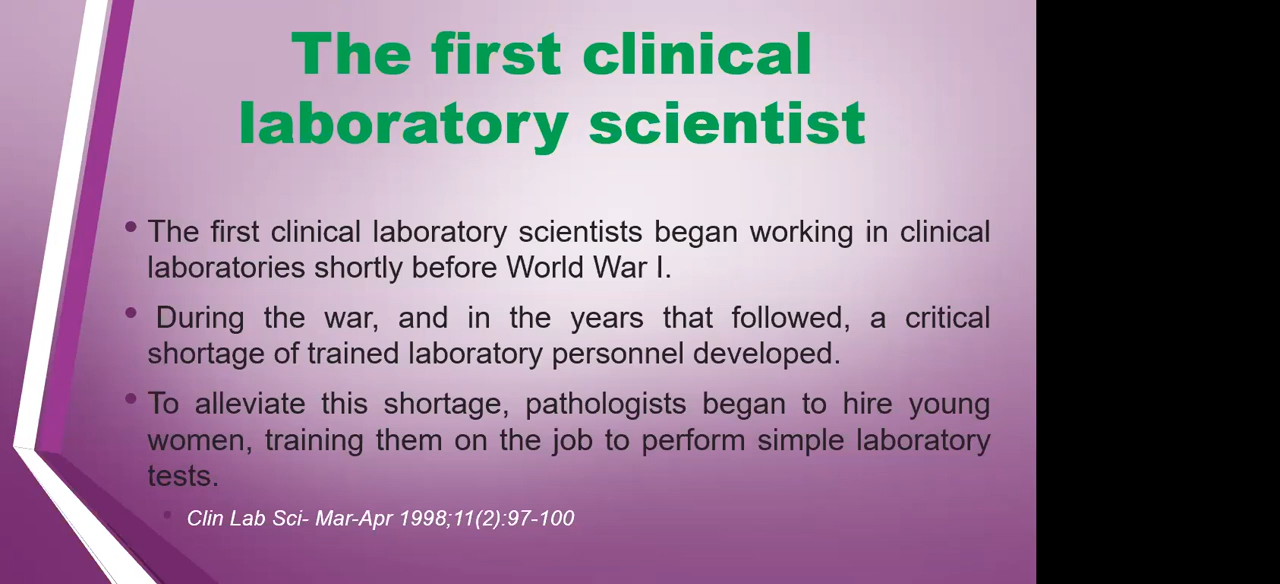 The first clinical
laboratory scientist
• The first clinical laboratory scientists began working in clinical
laboratories shortly before World War I.
• During the war, and in the years that followed, a critical
shortage of trained laboratory personnel developed.
• To alleviate this shortage, pathologists began to hire young
women, training them on the job to perform simple laboratory
tests.
• Clin Lab Sci- Mar-Apr 1998;11(2):97-100